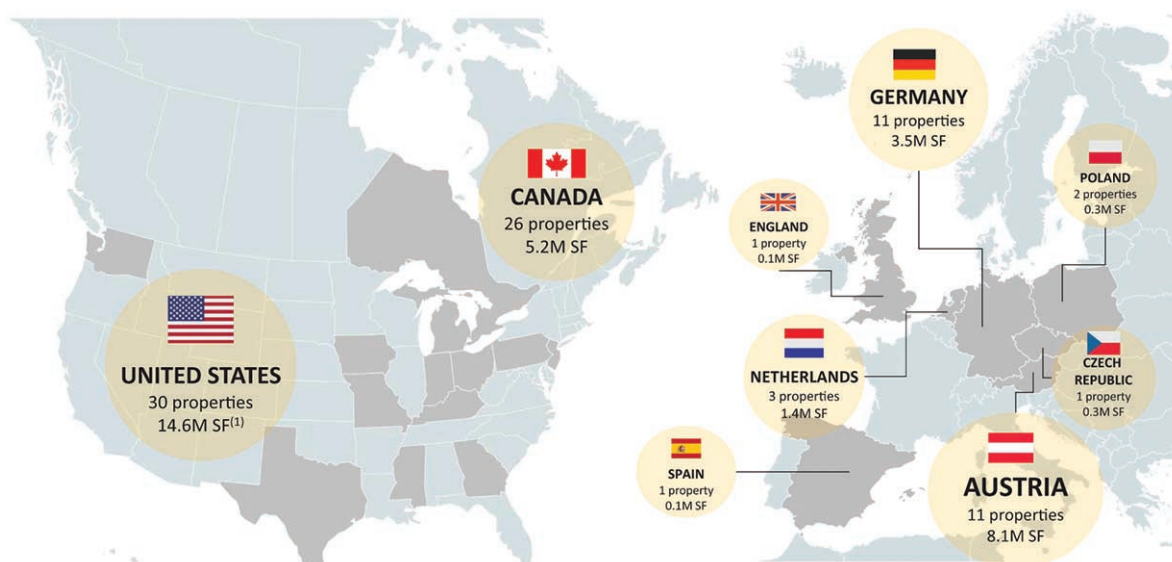 UNITED STATES
30 properties
14.6M SF(1)
CANADA
26 properties
5.2M SF
GERMANY
11 properties
3.5M SF
POLAND
2 properties
0.3M SF
ENGLAND
1 property
0.1M SF
NETHERLANDS
3 properties
1.4M SF
CZECH
REPUBLIC
1 property
0.3M SF
SPAIN
1 property
0.1M SF
AUSTRIA
11 properties
8.1M SF